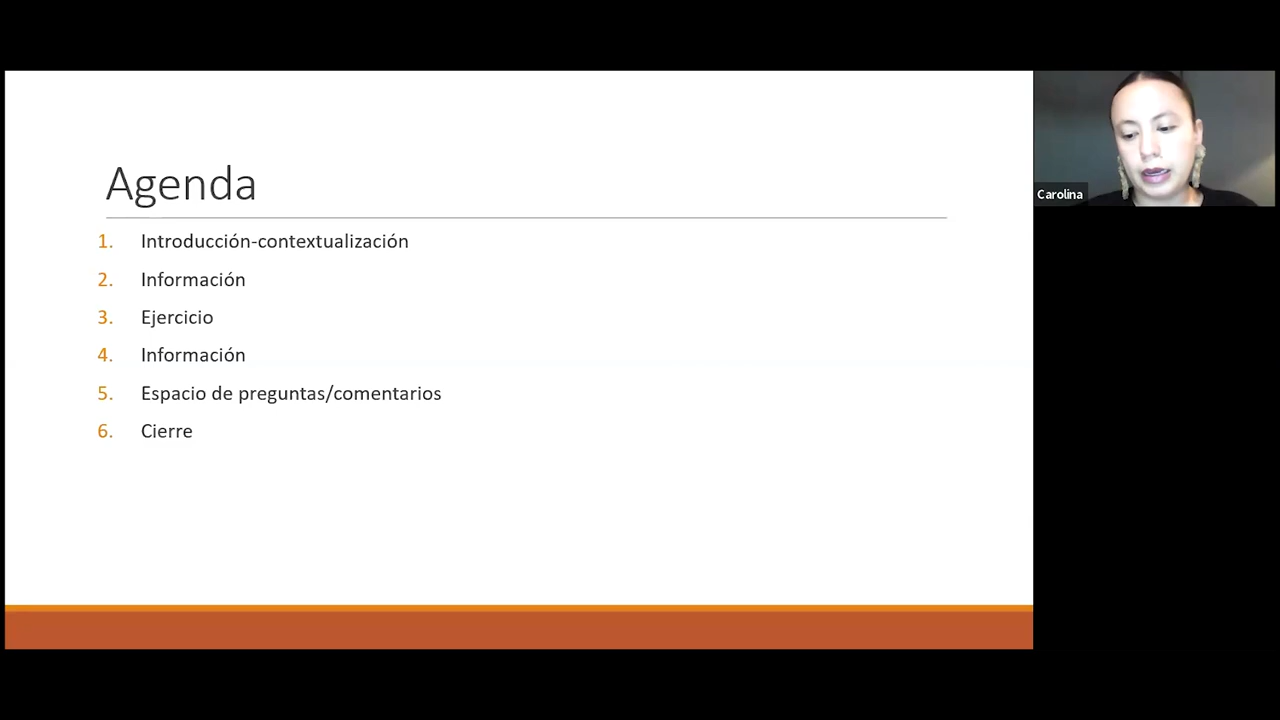 Agenda
1. Introducción-contextualización
2. Información
3. Ejercicio
4. Información
5. Espacio de preguntas/comentarios
6. Cierre
Carolina